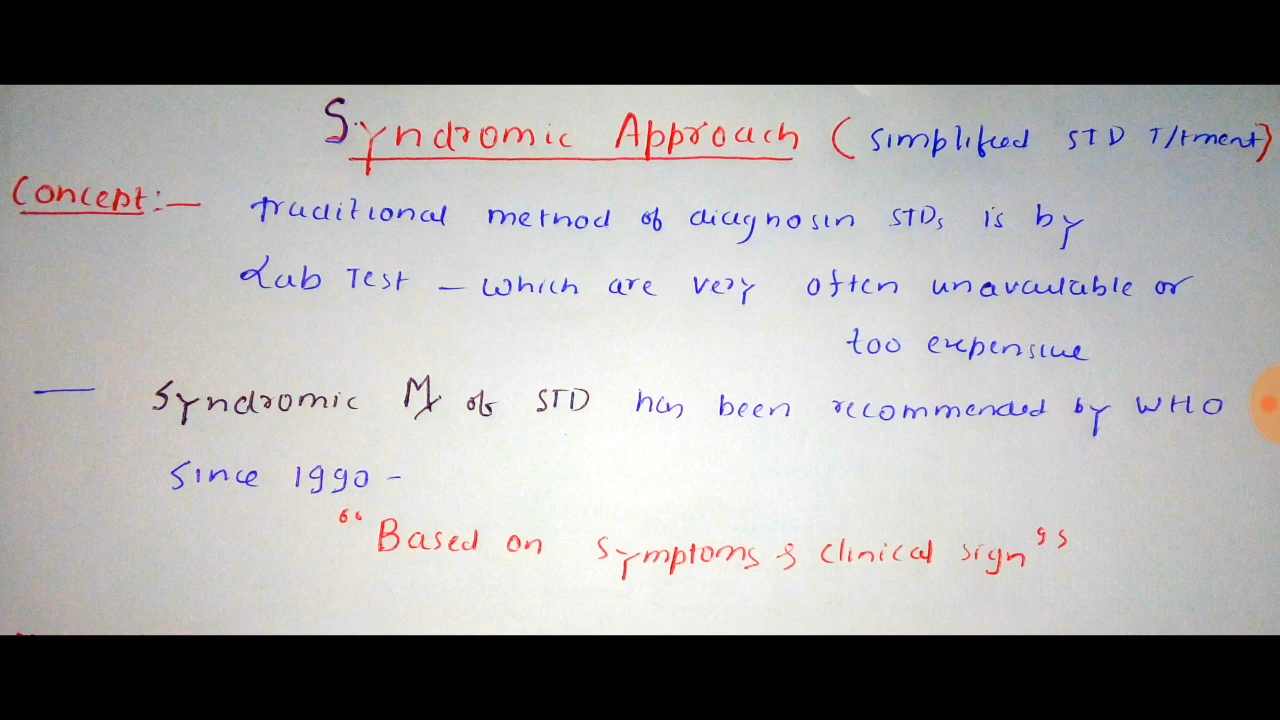 Syndromic Approach (simplified STD T/tment)
Concept:— traditional method of diagnosin STDs is by
Lab Test – which are very often unavailable or
too expensive
— Syndromic Mx of STD has been recommended by WHO
since 1990 -
"Based on symptoms & clinical sign"